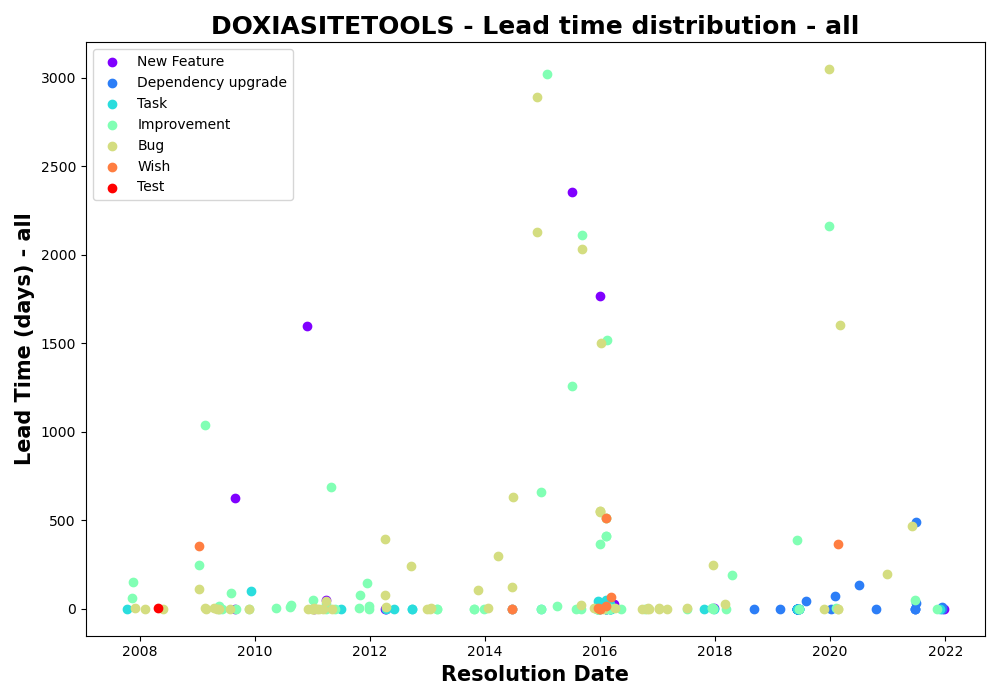 DOXIASITETOOLS - Lead time distribution - all
New Feature
Dependency upgrade
Task
Improvement
Bug
Wish
Test
Lead Time (days) - all
3000
2500
2000
1500
1000
500
0
2008 2010 2012 2014 2016 2018 2020 2022
Resolution Date